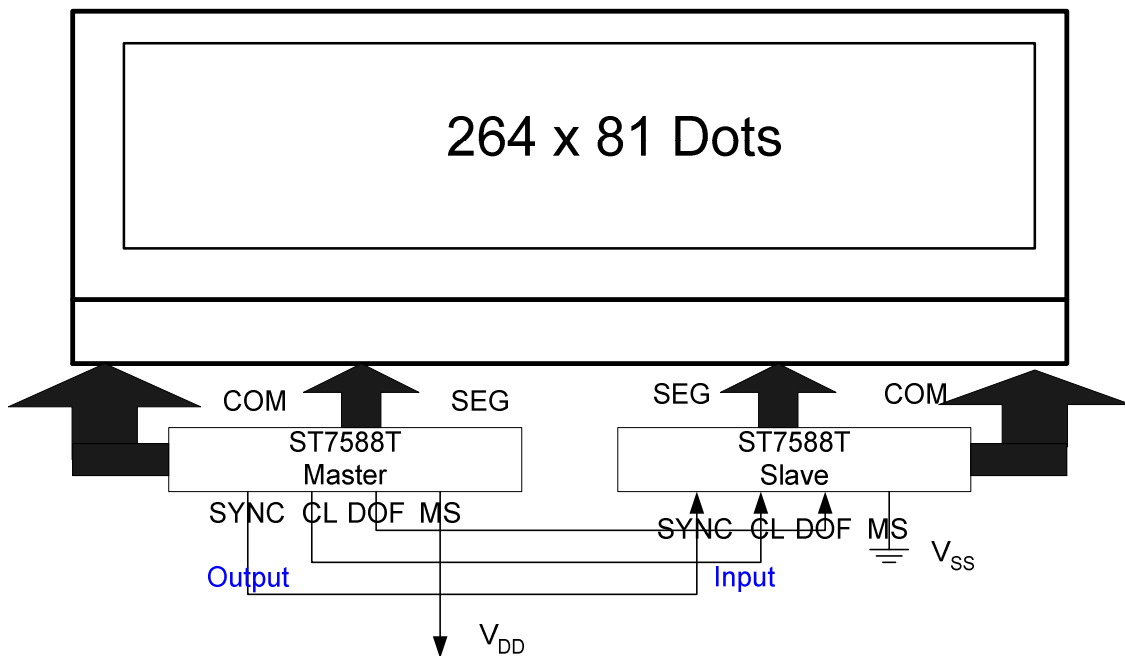 264 x 81 Dots
COM SEG SEG COM
ST7588T ST7588T
Master Slave
SYNC CL DOF MS SYNC CL DOF MS
Output Input VSS
VDD